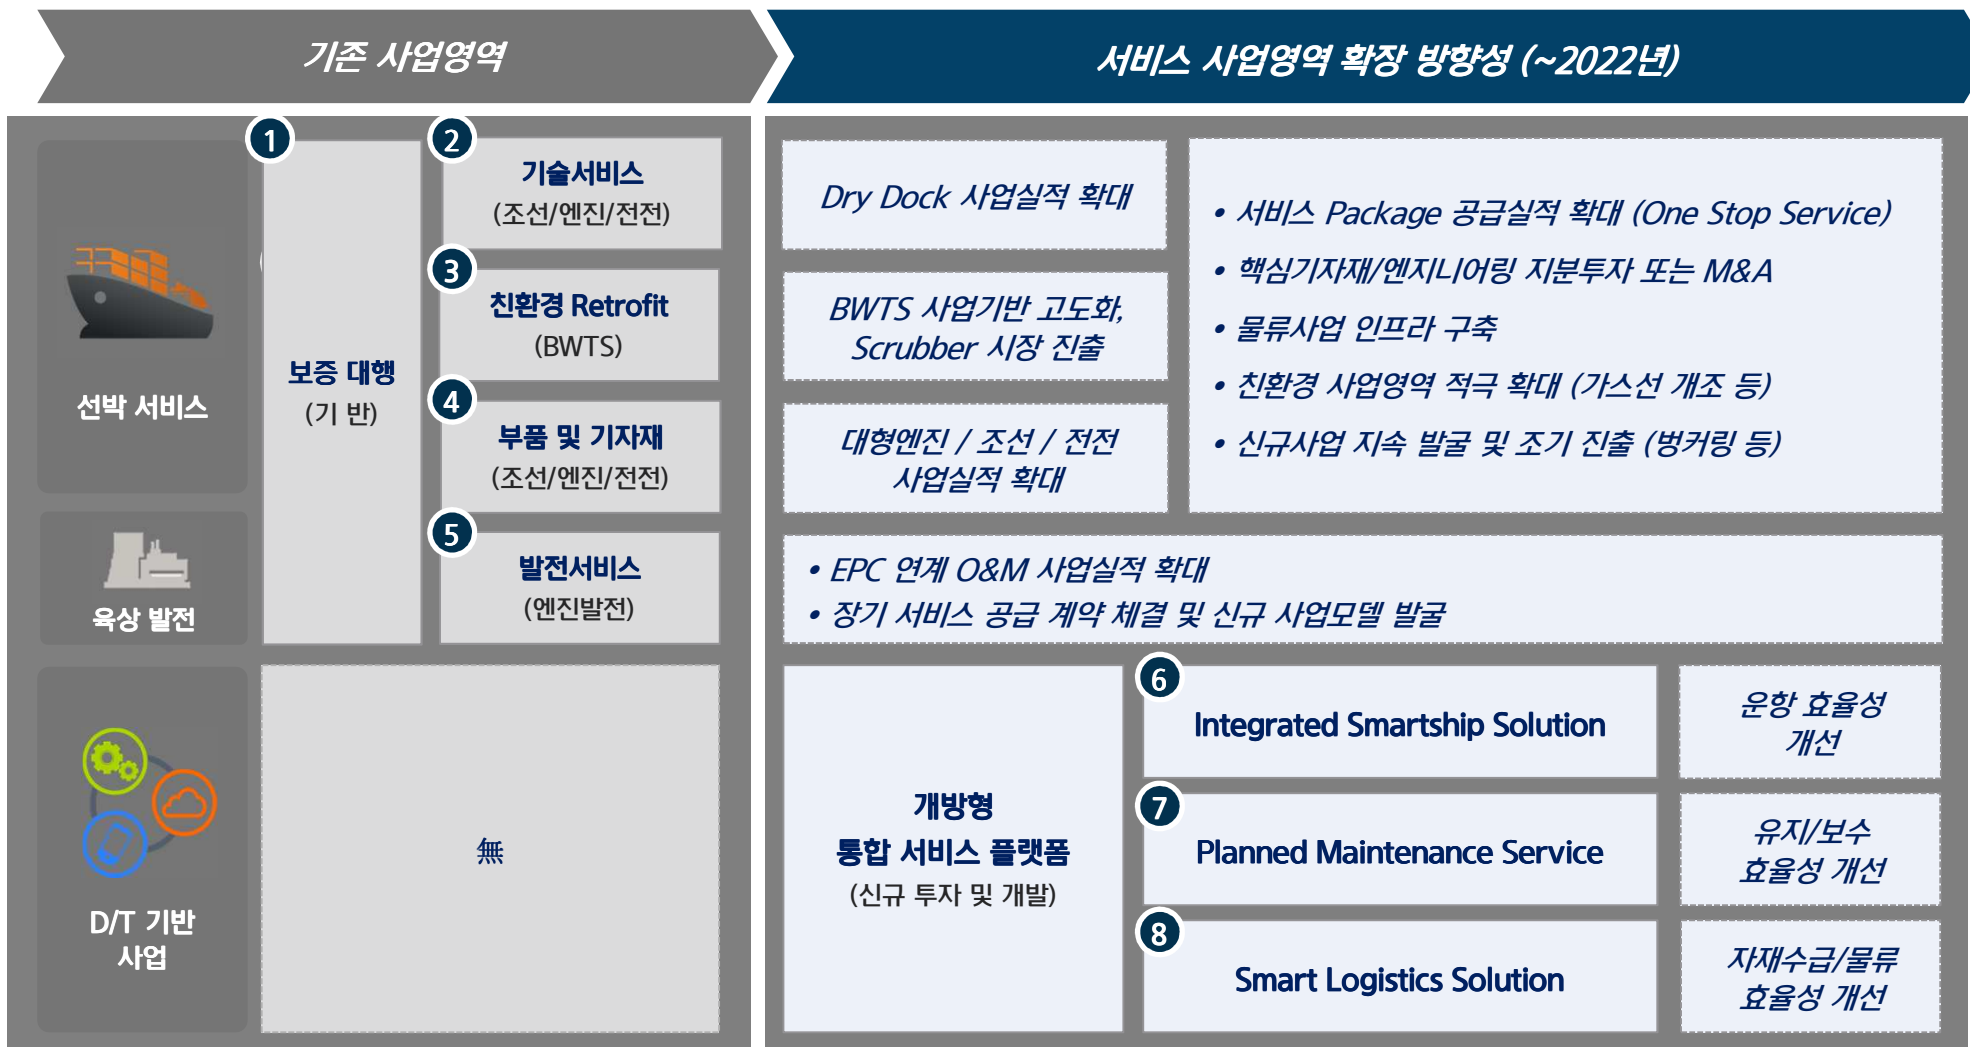 기존 사업영역
서비스 사업영역 확장 방향성 (~2022년)
선박 서비스
육상 발전
D/T 기반
사업
1
보증 대행
(기 반)
2
기술서비스
(조선/엔진/전전)
3
친환경 Retrofit
(BWTS)
4
부품 및 기자재
(조선/엔진/전전)
5
발전서비스
(엔진발전)
無
Dry Dock 사업실적 확대
BWTS 사업기반 고도화,
Scrubber 시장 진출
대형엔진 / 조선 / 전전
사업실적 확대
• 서비스 Package 공급실적 확대 (One Stop Service)
• 핵심기자재/엔지니어링 지분투자 또는 M&A
• 물류사업 인프라 구축
• 친환경 사업영역 적극 확대 (가스선 개조 등)
• 신규사업 지속 발굴 및 조기 진출 (벙커링 등)
• EPC 연계 O&M 사업실적 확대
• 장기 서비스 공급 계약 체결 및 신규 사업모델 발굴
개방형
통합 서비스 플랫폼
(신규 투자 및 개발)
6
Integrated Smartship Solution
운항 효율성
개선
7
Planned Maintenance Service
유지/보수
효율성 개선
8
Smart Logistics Solution
자재수급/물류
효율성 개선